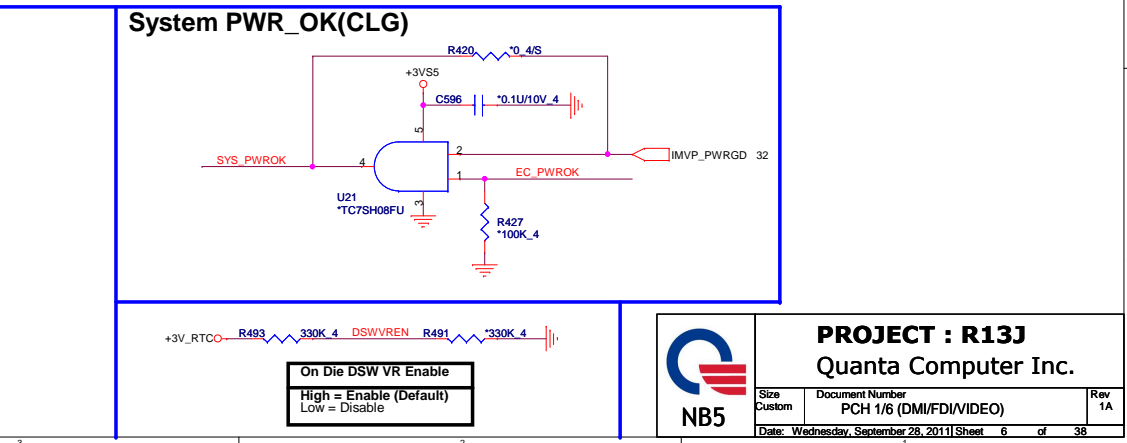 System PWR_OK(CLG)
R420 *0_4/S
+3VS5
C596 *0.1U/10V_4
5
SYS_PWROK 4 2 IMVP_PWRGD 32
1 EC_PWROK
U21
*TC7SH08FU
3
R427
*100K_4
+3V_RTC R493 330K_4 DSWVREN R491 *330K_4
On Die DSW VR Enable
High = Enable (Default)
Low = Disable
NB5
PROJECT : R13J
Quanta Computer Inc.
Size Document Number Rev
Custom PCH 1/6 (DMI/FDI/VIDEO) 1A
Date: Wednesday, September 28, 2011 Sheet 6 of 38